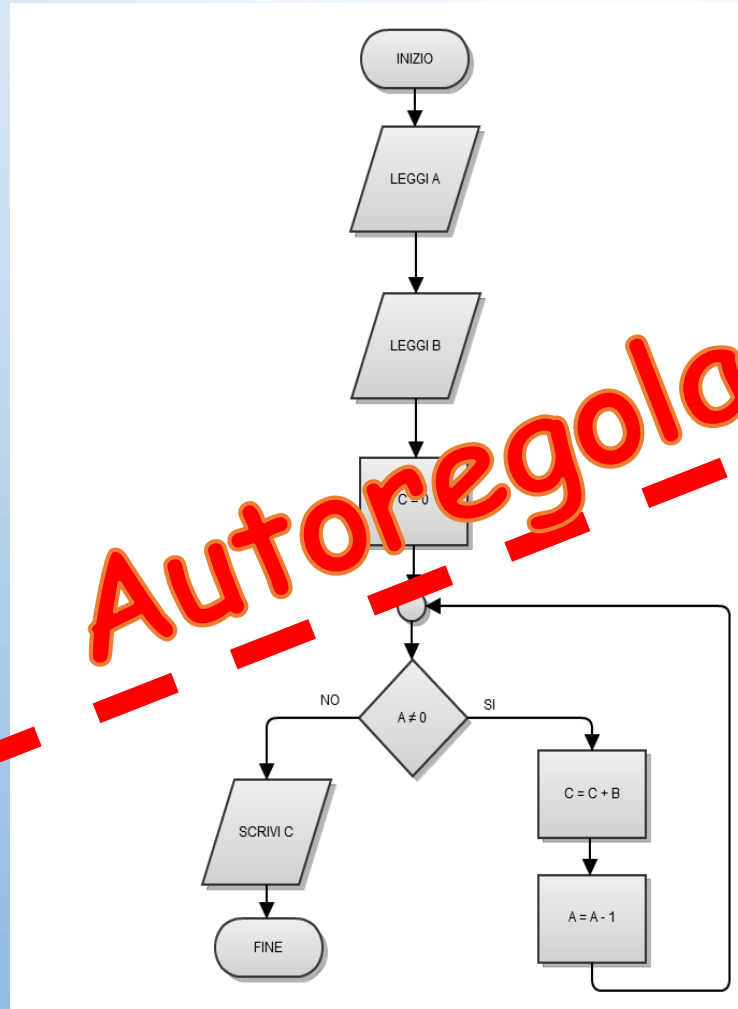 INIZIO
LEGGI A
LEGGI B
C = 0
Autoregola
A ≠ 0
NO
SI
C = C + B
A = A - 1
SCRIVI C
FINE